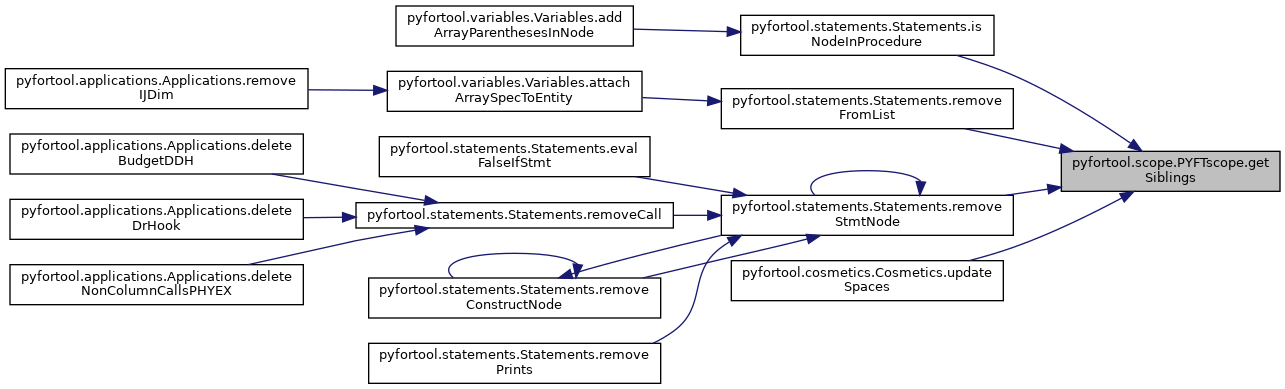 pyfortool.variables.Variables.add
ArrayParenthesesInNode
pyfortool.statements.Statements.is
NodeInProcedure
pyfortool.applications.Applications.remove
IJDim
pyfortool.variables.Variables.attach
ArraySpecToEntity
pyfortool.statements.Statements.remove
FromList
pyfortool.applications.Applications.delete
BudgetDDH
pyfortool.statements.Statements.eval
FalseIfStmt
pyfortool.scope.PYFTscope.get
Siblings
pyfortool.applications.Applications.delete
DrHook
pyfortool.statements.Statements.removeCall
pyfortool.statements.Statements.remove
StmtNode
pyfortool.applications.Applications.delete
NonColumnCallsPHYEX
pyfortool.statements.Statements.remove
ConstructNode
pyfortool.cosmetics.Cosmetics.update
Spaces
pyfortool.statements.Statements.remove
Prints